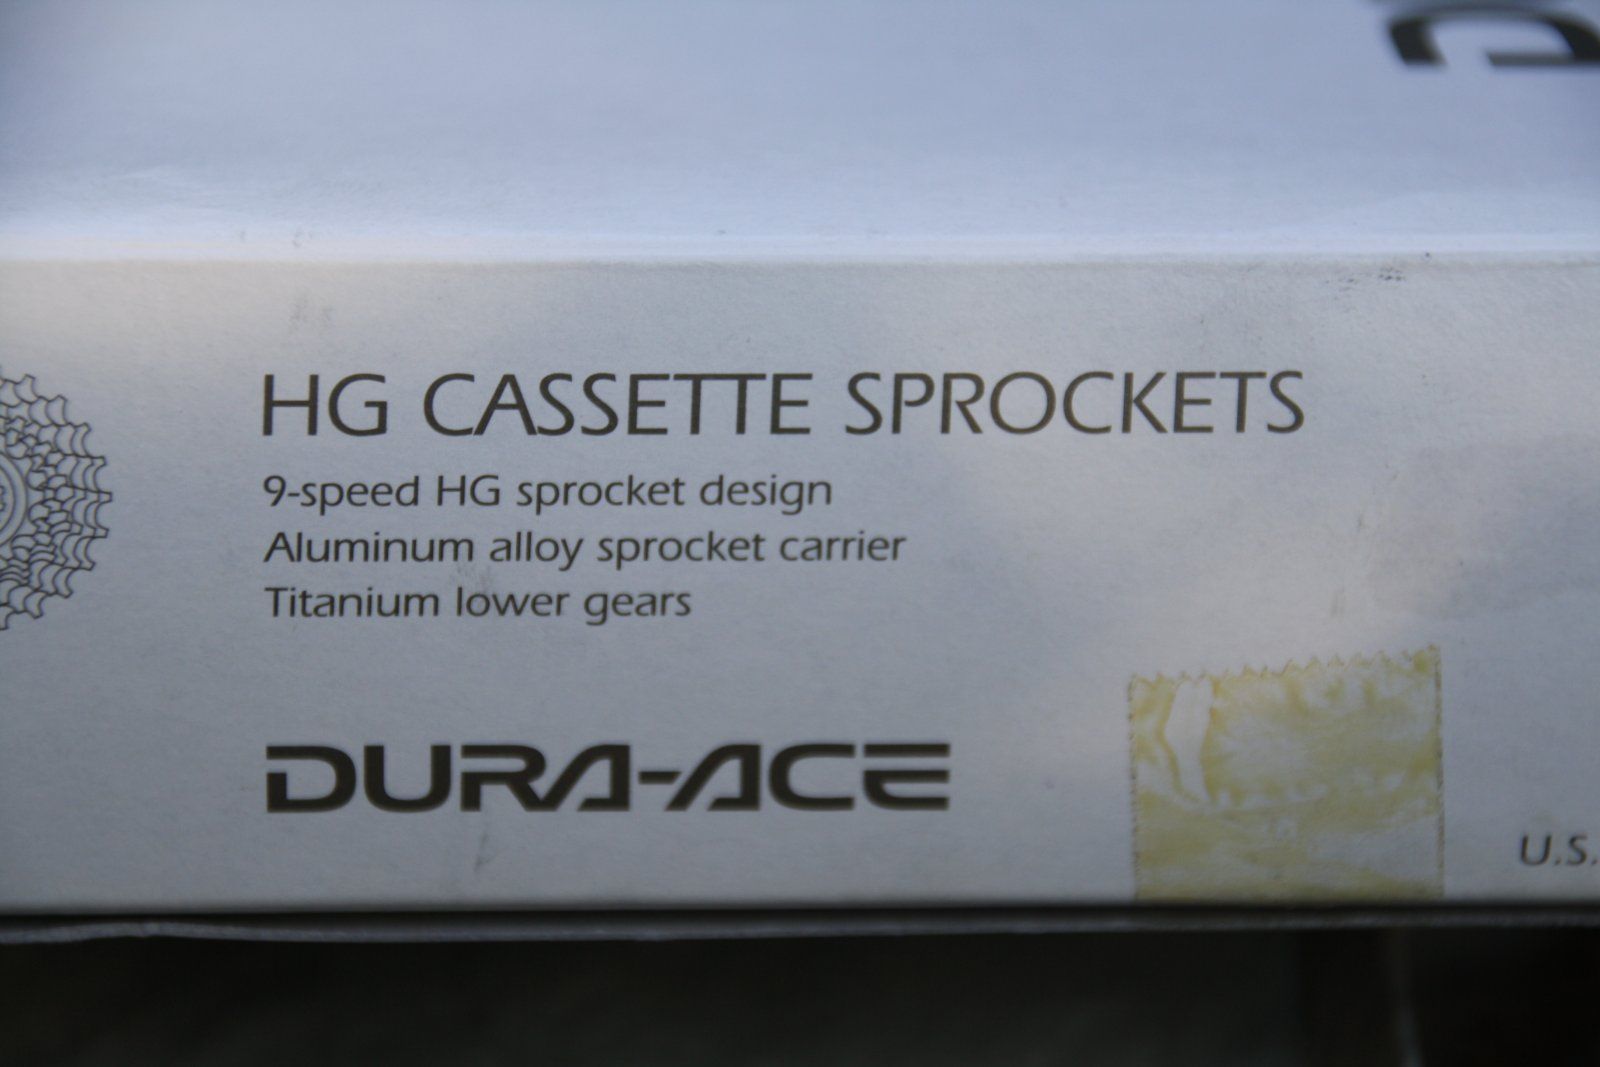 HG CASSETTE SPROCKETS
9-speed HG sprocket design
Aluminum alloy sprocket carrier
Titanium lower gears
DURA-ACE
U.S.